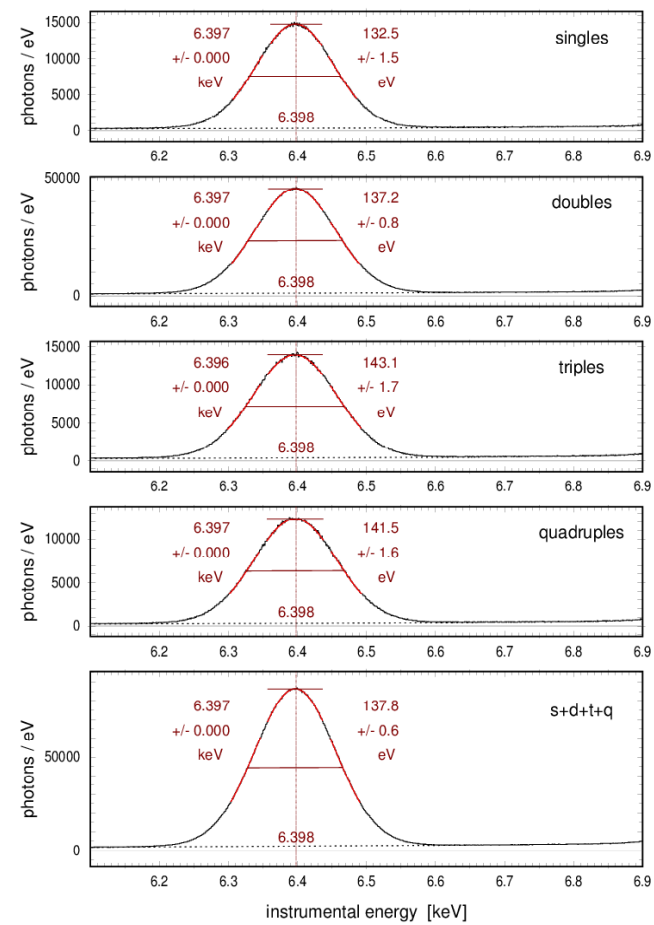 photons / eV
15000
10000
5000
0
6.397
+/- 0.000
keV
132.5
+/- 1.5
eV
singles
6.398
6.2 6.3 6.4 6.5 6.6 6.7 6.8 6.9
photons / eV
50000
0
6.397
+/- 0.000
keV
137.2
+/- 0.8
eV
doubles
6.398
6.2 6.3 6.4 6.5 6.6 6.7 6.8 6.9
photons / eV
15000
10000
5000
0
6.396
+/- 0.000
keV
143.1
+/- 1.7
eV
triples
6.398
6.2 6.3 6.4 6.5 6.6 6.7 6.8 6.9
photons / eV
10000
5000
0
6.397
+/- 0.000
keV
141.5
+/- 1.6
eV
quadruples
6.398
6.2 6.3 6.4 6.5 6.6 6.7 6.8 6.9
photons / eV
50000
0
6.397
+/- 0.000
keV
137.8
+/- 0.6
eV
s+d+t+q
6.398
6.2 6.3 6.4 6.5 6.6 6.7 6.8 6.9
instrumental energy [keV]